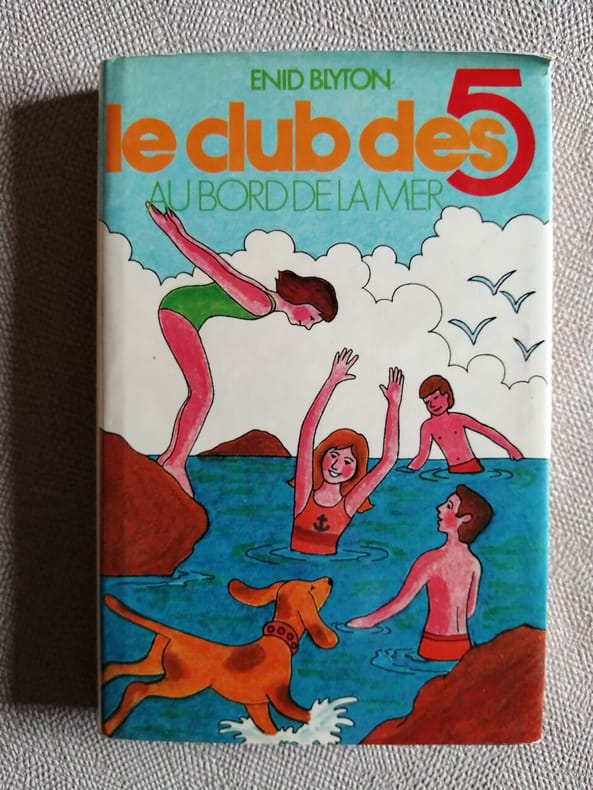 ENID BLYTON
le club des 5
AU BORD DE LA MER